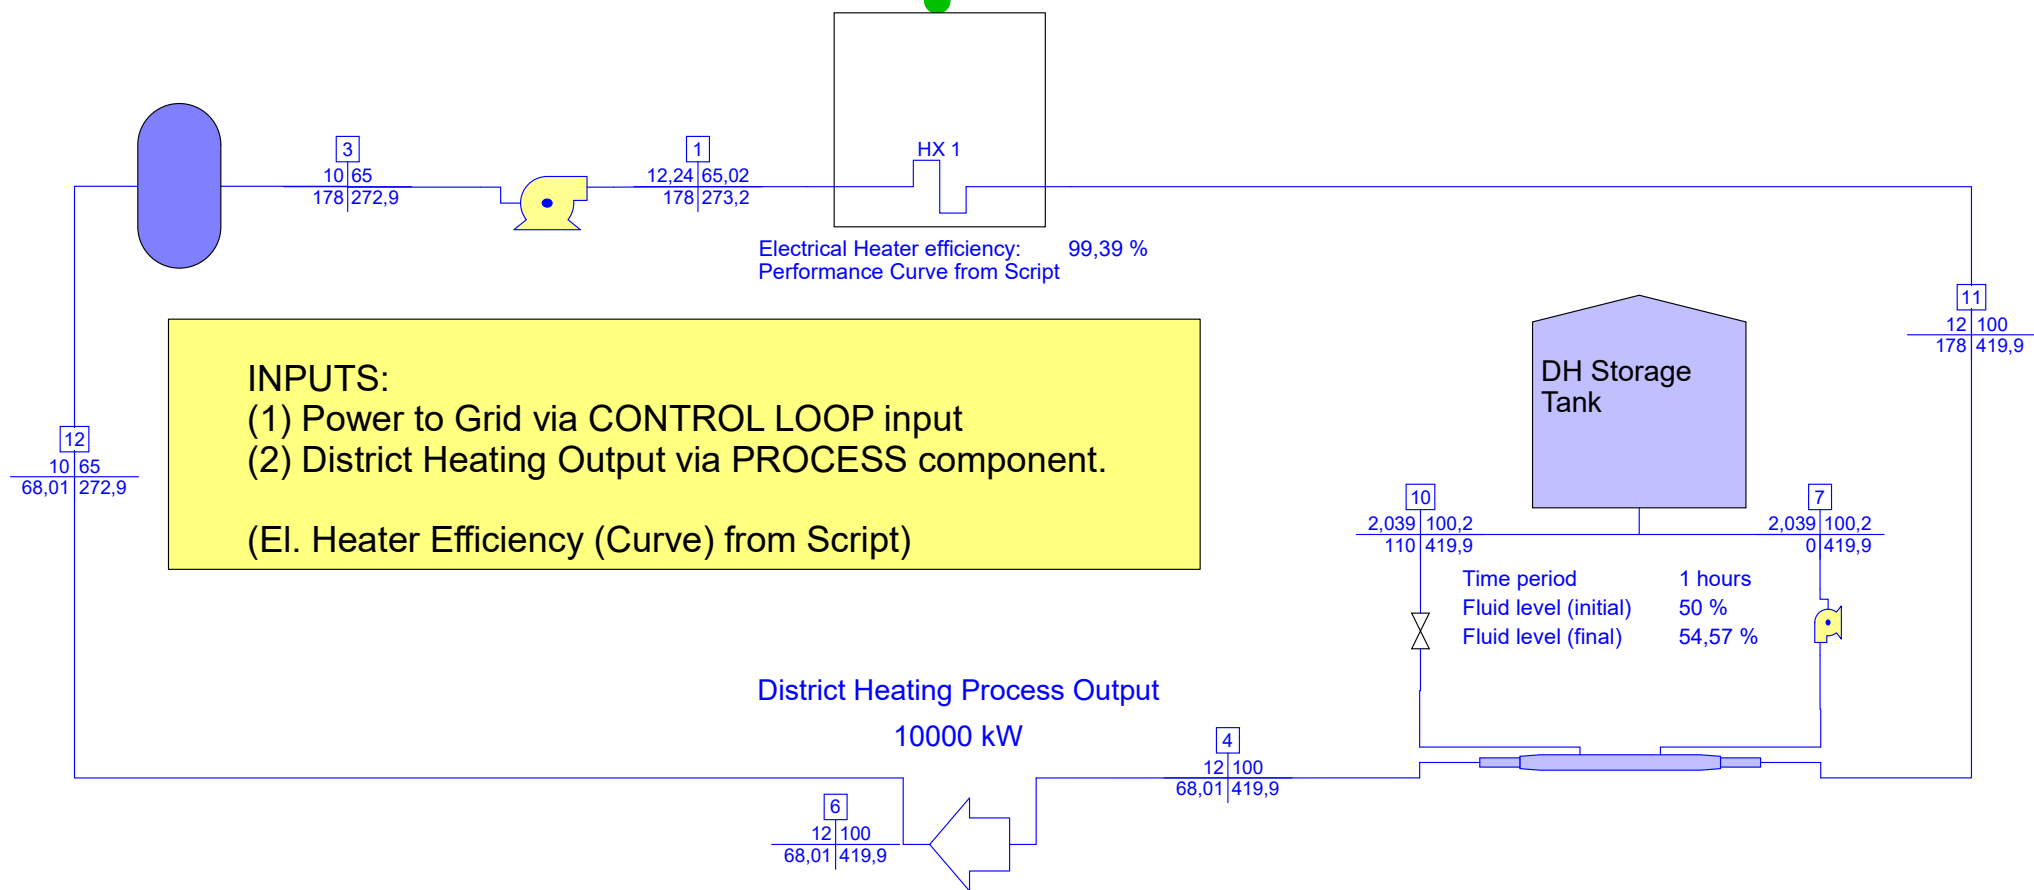 3
10 65
178 272,9
1
12,24 65,02
178 273,2
HX 1
Electrical Heater efficiency: 99,39 %
Performance Curve from Script
11
12 100
178 419,9
INPUTS:
(1) Power to Grid via CONTROL LOOP input
(2) District Heating Output via PROCESS component.
(El. Heater Efficiency (Curve) from Script)
DH Storage
Tank
12
10 65
68,01 272,9
10
2,039 100,2
110 419,9
7
2,039 100,2
0 419,9
Time period 1 hours
Fluid level (initial) 50 %
Fluid level (final) 54,57 %
District Heating Process Output
10000 kW
4
12 100
68,01 419,9
6
12 100
68,01 419,9